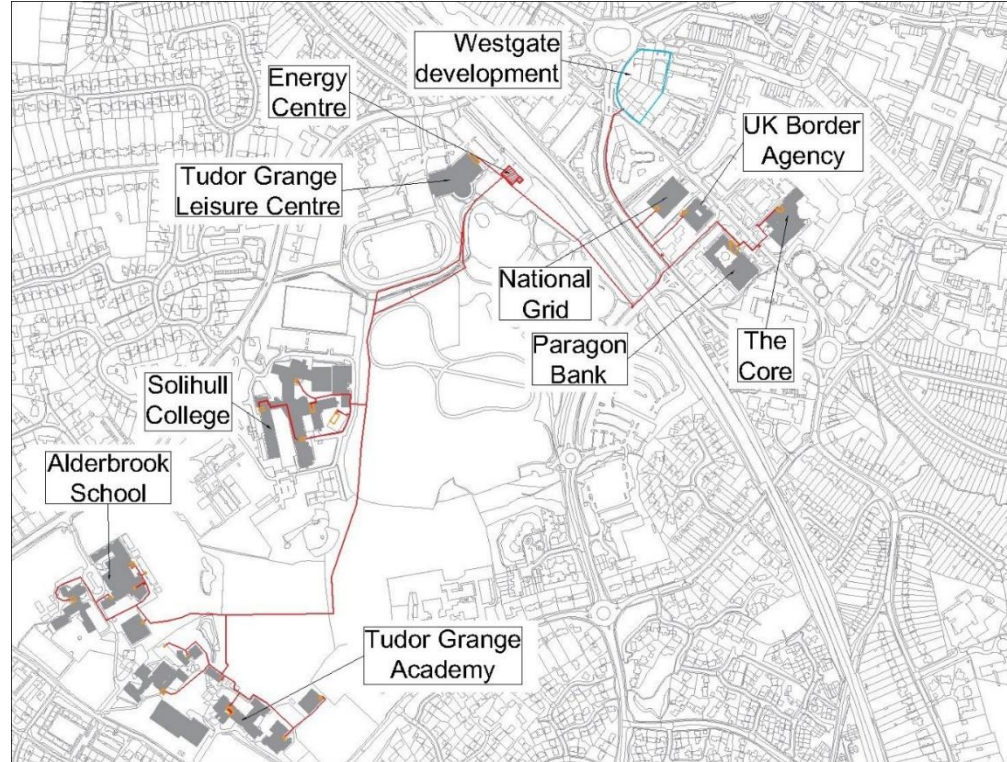 Westgate
development
Energy
Centre
UK Border
Agency
Tudor Grange
Leisure Centre
National
Grid
Paragon
Bank
The
Core
Solihull
College
Alderbrook
School
Tudor Grange
Academy